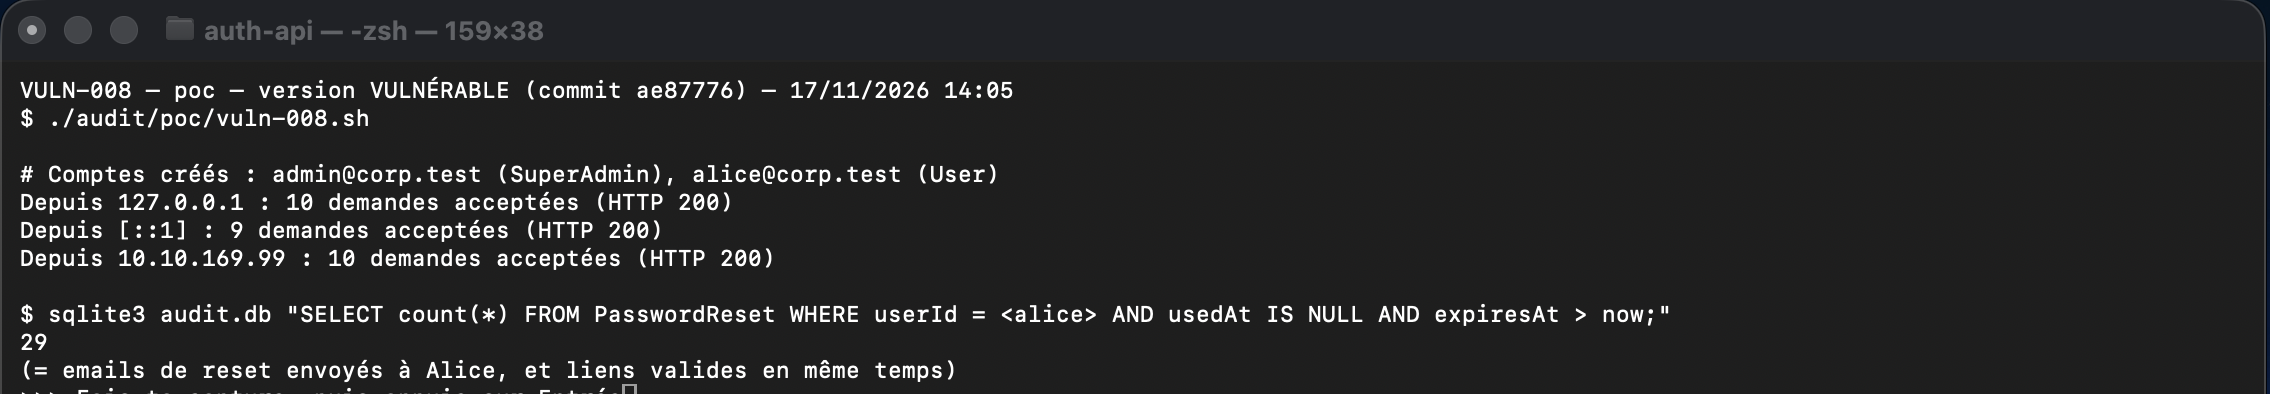 auth-api — -zsh — 159×38
VULN-008 — poc — version VULNÉRABLE (commit ae87776) — 17/11/2026 14:05
$ ./audit/poc/vuln-008.sh
# Comptes créés : admin@corp.test (SuperAdmin), alice@corp.test (User)
Depuis 127.0.0.1 : 10 demandes acceptées (HTTP 200)
Depuis [::1] : 9 demandes acceptées (HTTP 200)
Depuis 10.10.169.99 : 10 demandes acceptées (HTTP 200)
$ sqlite3 audit.db "SELECT count(*) FROM PasswordReset WHERE userId = <alice> AND usedAt IS NULL AND expiresAt > now;"
29
(= emails de reset envoyés à Alice, et liens valides en même temps)